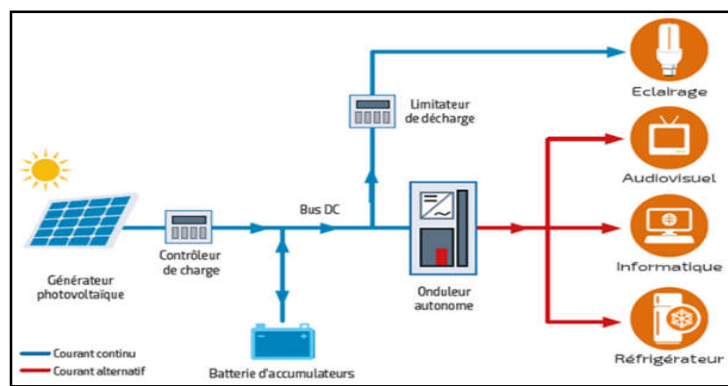 Eclairage
Limitateur
de décharge
Audiovisuel
Bus DC
Contrôleur
de charge
Générateur
photovoltaïque
Informatique
Onduleur
autonome
Courant continu
Courant alternatif
Batterie d'accumulateurs
Réfrigérateur